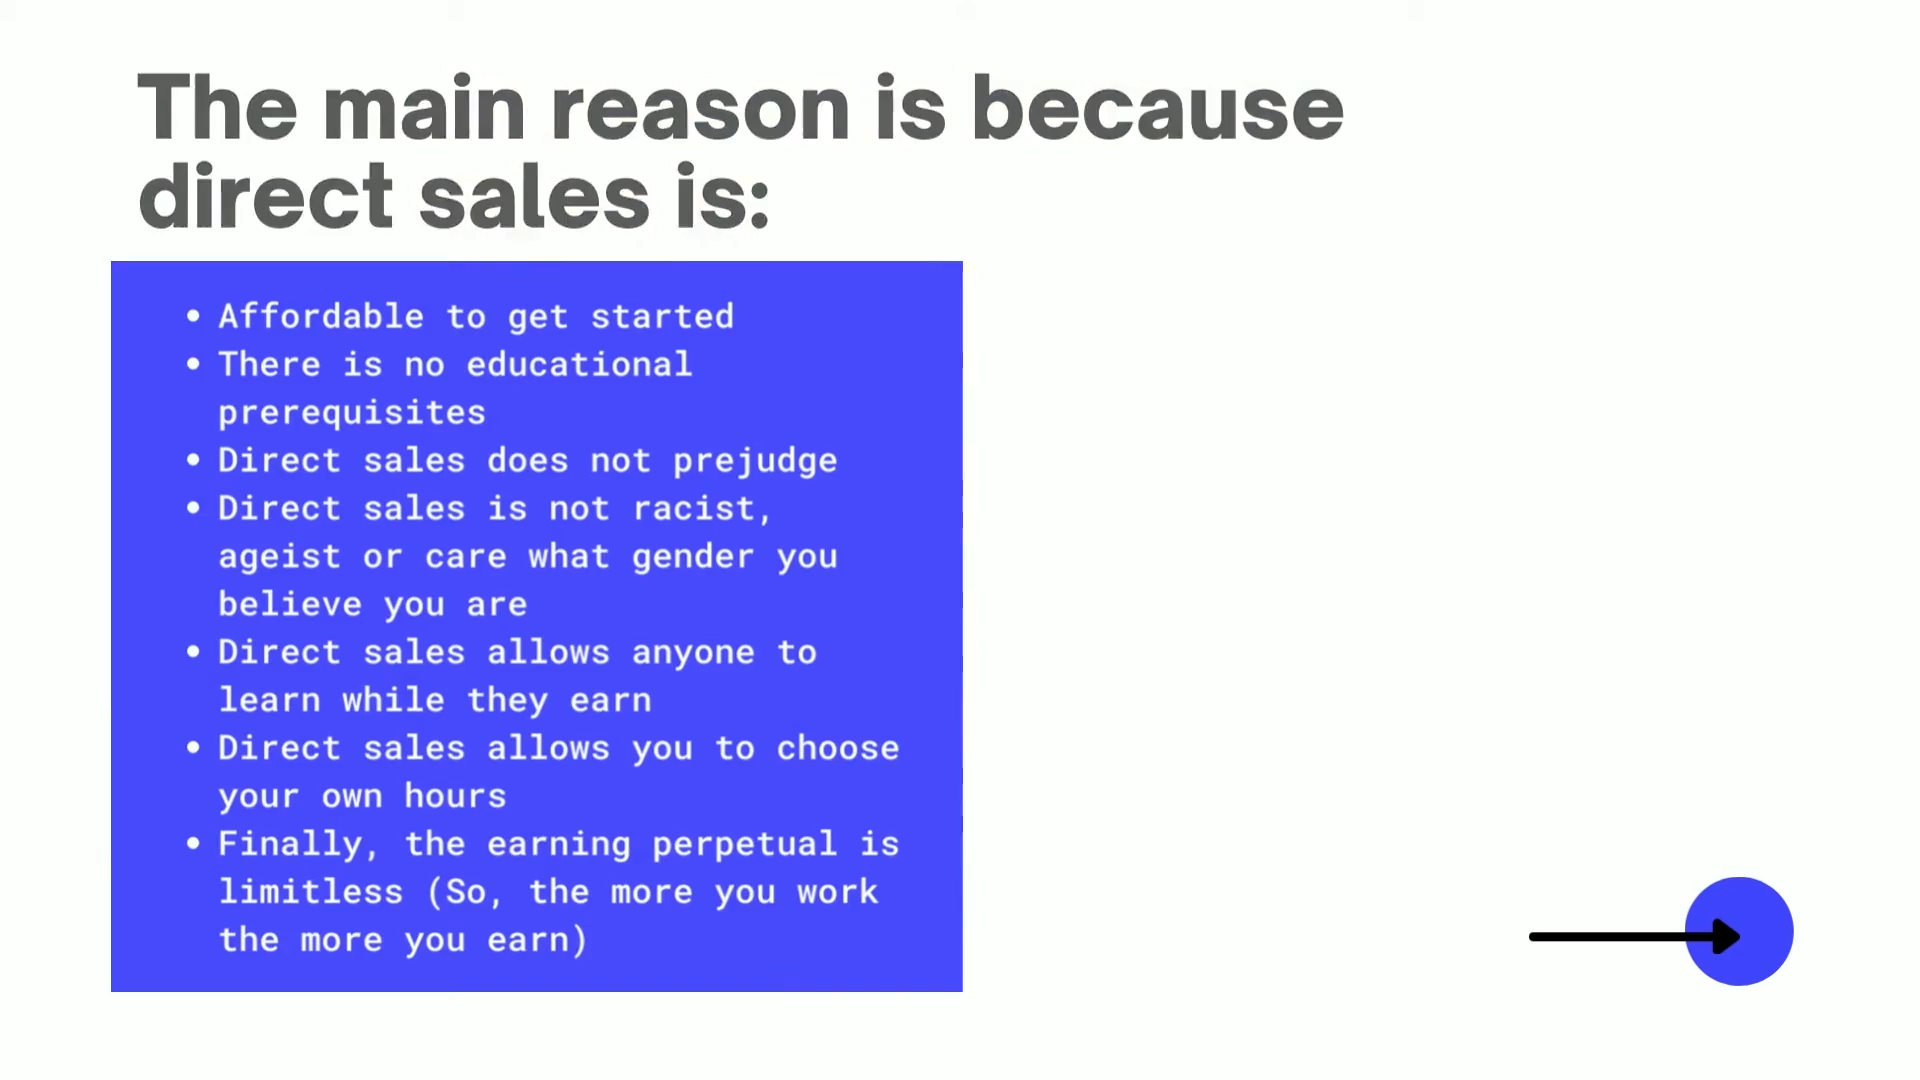 The main reason is because
direct sales is:
• Affordable to get started
• There is no educational
prerequisites
• Direct sales does not prejudge
• Direct sales is not racist,
ageist or care what gender you
believe you are
• Direct sales allows anyone to
learn while they earn
• Direct sales allows you to choose
your own hours
• Finally, the earning perpetual is
limitless (So, the more you work
the more you earn)